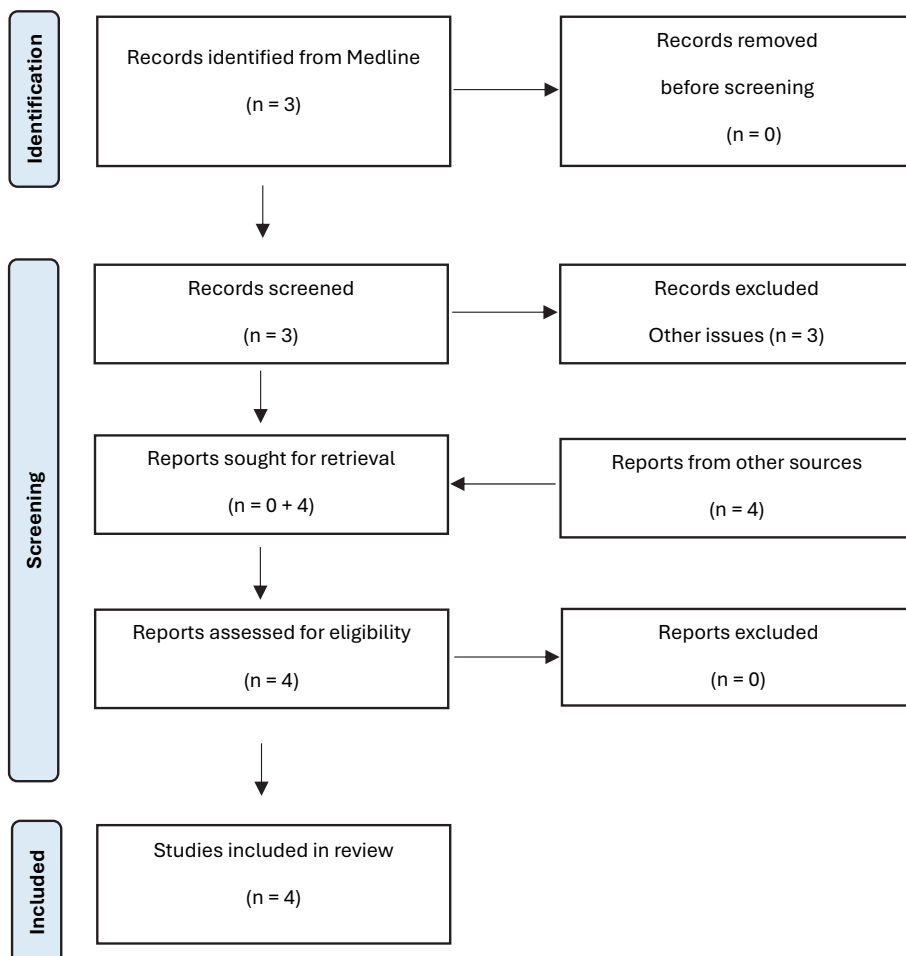 Identification
Records identified from Medline
(n = 3)
Records removed
before screening
(n = 0)
Screening
Records screened
(n = 3)
Records excluded
Other issues (n = 3)
Reports sought for retrieval
(n = 0 + 4)
Reports from other sources
(n = 4)
Reports assessed for eligibility
(n = 4)
Reports excluded
(n = 0)
Included
Studies included in review
(n = 4)